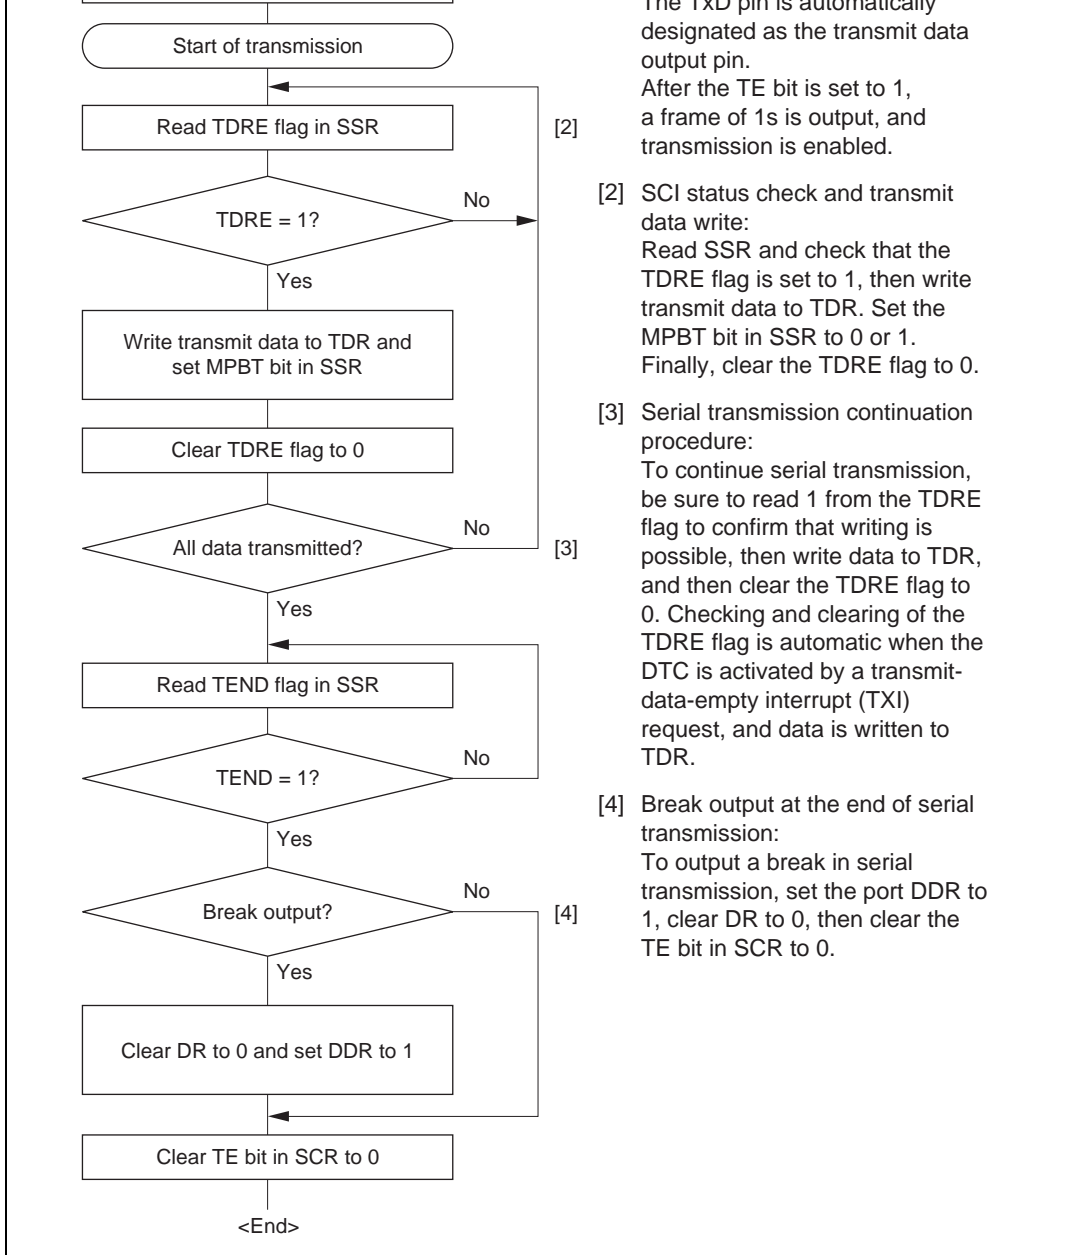 Start of transmission
Read TDRE flag in SSR
[2]
TDRE = 1?
No
Yes
Write transmit data to TDR and
set MPBT bit in SSR
Clear TDRE flag to 0
All data transmitted?
No
[3]
Yes
Read TEND flag in SSR
TEND = 1?
No
Yes
Break output?
No
[4]
Yes
Clear DR to 0 and set DDR to 1
Clear TE bit in SCR to 0
<End>
The TxD pin is automatically
designated as the transmit data
output pin.
After the TE bit is set to 1,
a frame of 1s is output, and
transmission is enabled.
[2] SCI status check and transmit
data write:
Read SSR and check that the
TDRE flag is set to 1, then write
transmit data to TDR. Set the
MPBT bit in SSR to 0 or 1.
Finally, clear the TDRE flag to 0.
[3] Serial transmission continuation
procedure:
To continue serial transmission,
be sure to read 1 from the TDRE
flag to confirm that writing is
possible, then write data to TDR,
and then clear the TDRE flag to
0. Checking and clearing of the
TDRE flag is automatic when the
DTC is activated by a transmit-
data-empty interrupt (TXI)
request, and data is written to
TDR.
[4] Break output at the end of serial
transmission:
To output a break in serial
transmission, set the port DDR to
1, clear DR to 0, then clear the
TE bit in SCR to 0.